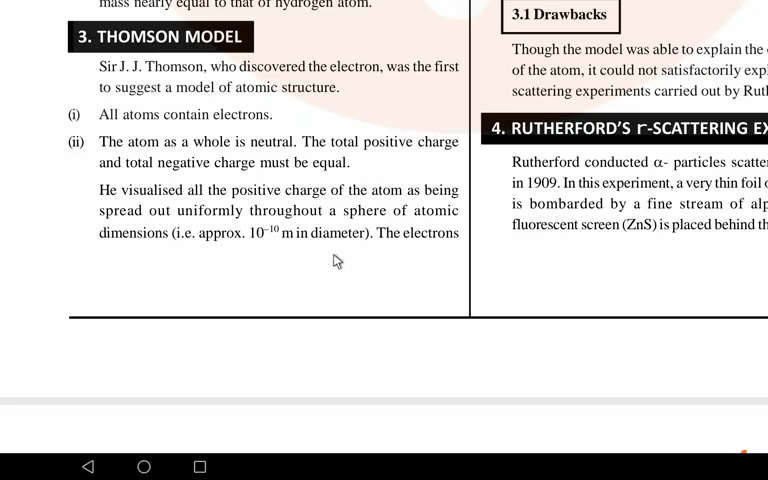 mass nearly equal to that of hydrogen atom.
3. THOMSON MODEL
Sir J. J. Thomson, who discovered the electron, was the first
to suggest a model of atomic structure.
(i) All atoms contain electrons.
(ii) The atom as a whole is neutral. The total positive charge
and total negative charge must be equal.
He visualised all the positive charge of the atom as being
spread out uniformly throughout a sphere of atomic
dimensions (i.e. approx. 10⁻¹⁰ m in diameter). The electrons
3.1 Drawbacks
Though the model was able to explain the
of the atom, it could not satisfactorily
scattering experiments carried out by
4. RUTHERFORD'S r-SCATTERING
Rutherford conducted α- particles
in 1909. In this experiment, a very thin foil
is bombarded by a fine stream of
fluorescent screen (ZnS) is placed behind